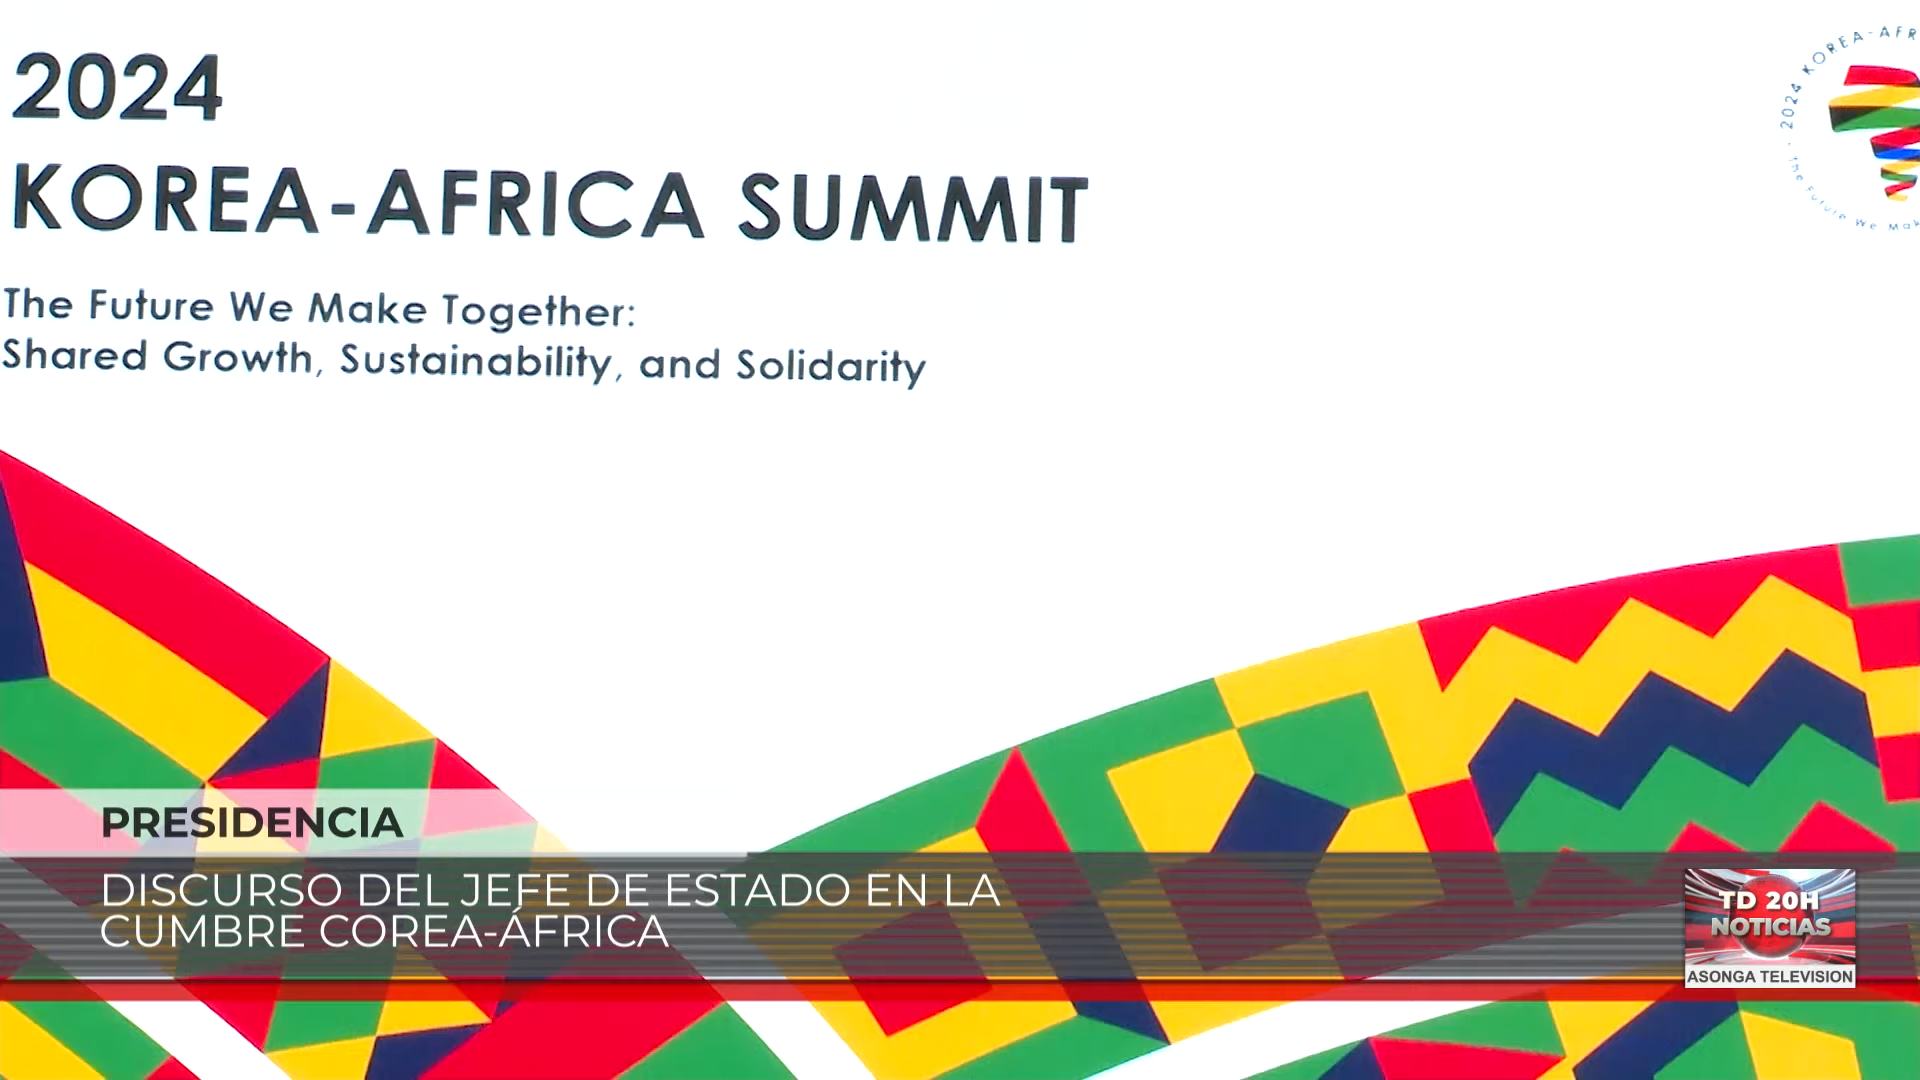 2024
KOREA-AFRICA SUMMIT
The Future We Make Together:
Shared Growth, Sustainability, and Solidarity
2024 KOREA-AFR
The Future We Mak
PRESIDENCIA
DISCURSO DEL JEFE DE ESTADO EN LA
CUMBRE COREA-ÁFRICA
TD 20H
NOTICIAS
ASONGA TELEVISION